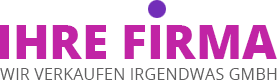 IHRE FIRMA
WIR VERKAUFEN IRGENDWAS GMBH